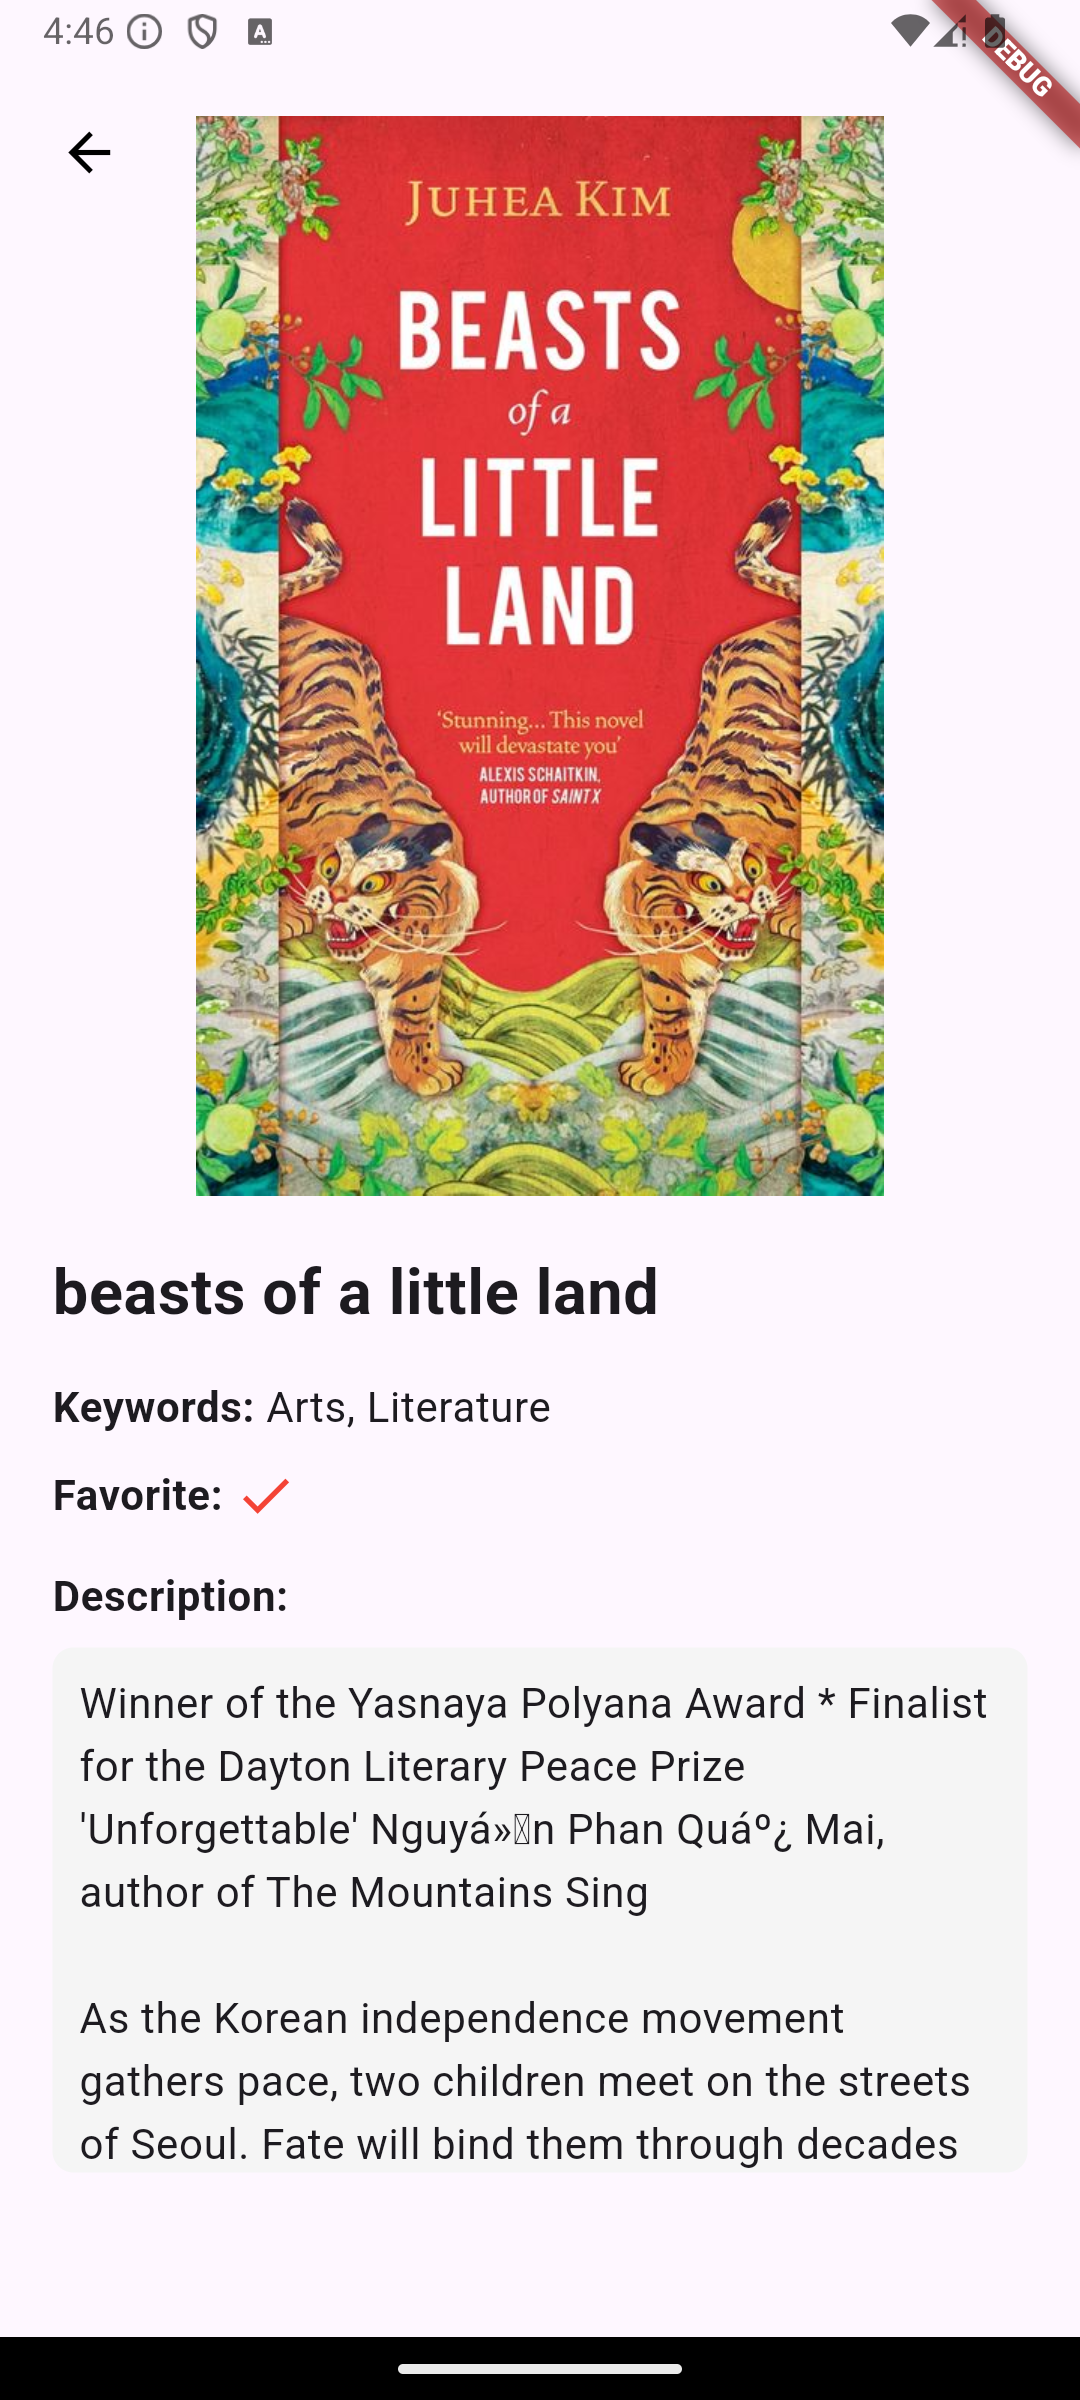 4:46
DEBUG
JUHEA KIM
BEASTS
of a
LITTLE
LAND
‘Stunning... This novel
will devastate you’
ALEXIS SCHAITKIN,
AUTHOR OF SAINT X
beasts of a little land
Keywords: Arts, Literature
Favorite:
Description:
Winner of the Yasnaya Polyana Award * Finalist
for the Dayton Literary Peace Prize
'Unforgettable' Nguyá»n Phan Quáº¿ Mai,
author of The Mountains Sing
As the Korean independence movement
gathers pace, two children meet on the streets
of Seoul. Fate will bind them through decades